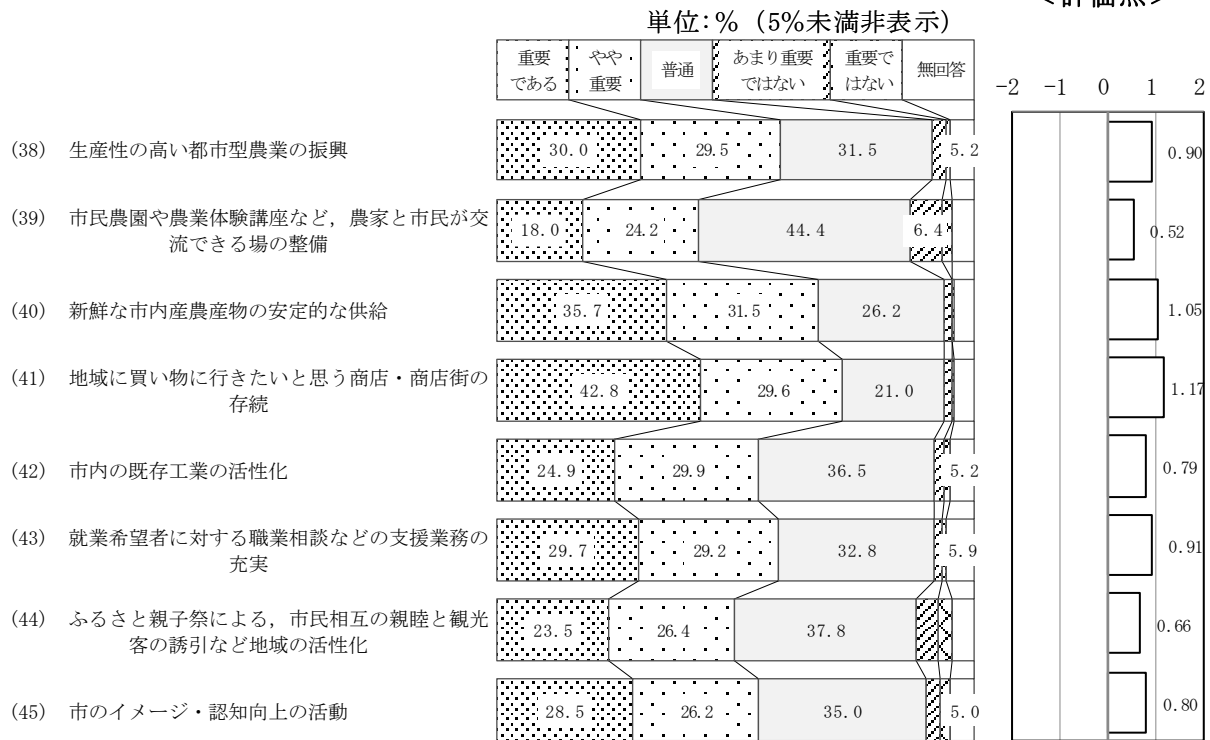 <評価点>
単位:%（5%未満非表示）
重要
である
やや
重要
普通
あまり重要
ではない
重要で
はない
無回答
-2 -1 0 1 2
(38) 生産性の高い都市型農業の振興 30.0 29.5 31.5 5.2 0.90
(39) 市民農園や農業体験講座など，農家と市民が交
流できる場の整備 18.0 24.2 44.4 6.4 0.52
(40) 新鮮な市内産農産物の安定的な供給 35.7 31.5 26.2 1.05
(41) 地域に買い物に行きたいと思う商店・商店街の
存続 42.8 29.6 21.0 1.17
(42) 市内の既存工業の活性化 24.9 29.9 36.5 5.2 0.79
(43) 就業希望者に対する職業相談などの支援業務の
充実 29.7 29.2 32.8 5.9 0.91
(44) ふるさと親子祭による，市民相互の親睦と観光
客の誘引など地域の活性化 23.5 26.4 37.8 0.66
(45) 市のイメージ・認知向上の活動 28.5 26.2 35.0 5.0 0.80